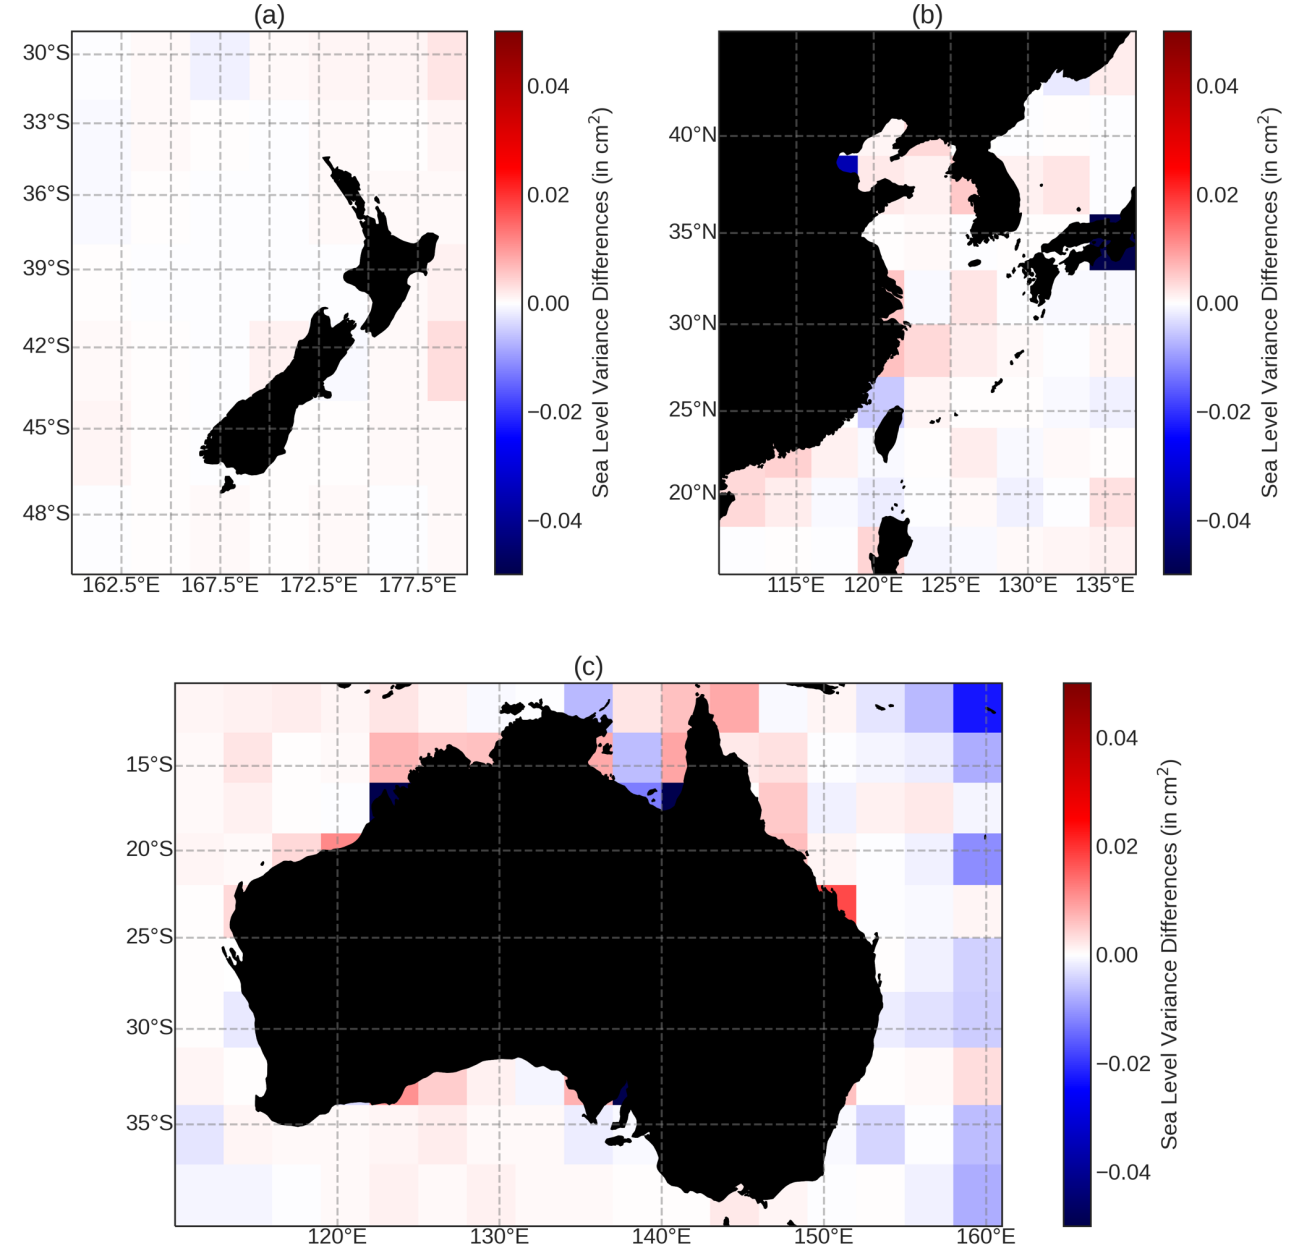 (a)
30°S
33°S
36°S
39°S
42°S
45°S
48°S
162.5°E 167.5°E 172.5°E 177.5°E
0.04
0.02
0.00
−0.02
−0.04
Sea Level Variance Differences (in cm²)
(b)
40°N
35°N
30°N
25°N
20°N
115°E 120°E 125°E 130°E 135°E
0.04
0.02
0.00
−0.02
−0.04
Sea Level Variance Differences (in cm²)
(c)
15°S
20°S
25°S
30°S
35°S
120°E 130°E 140°E 150°E 160°E
0.04
0.02
0.00
−0.02
−0.04
Sea Level Variance Differences (in cm²)